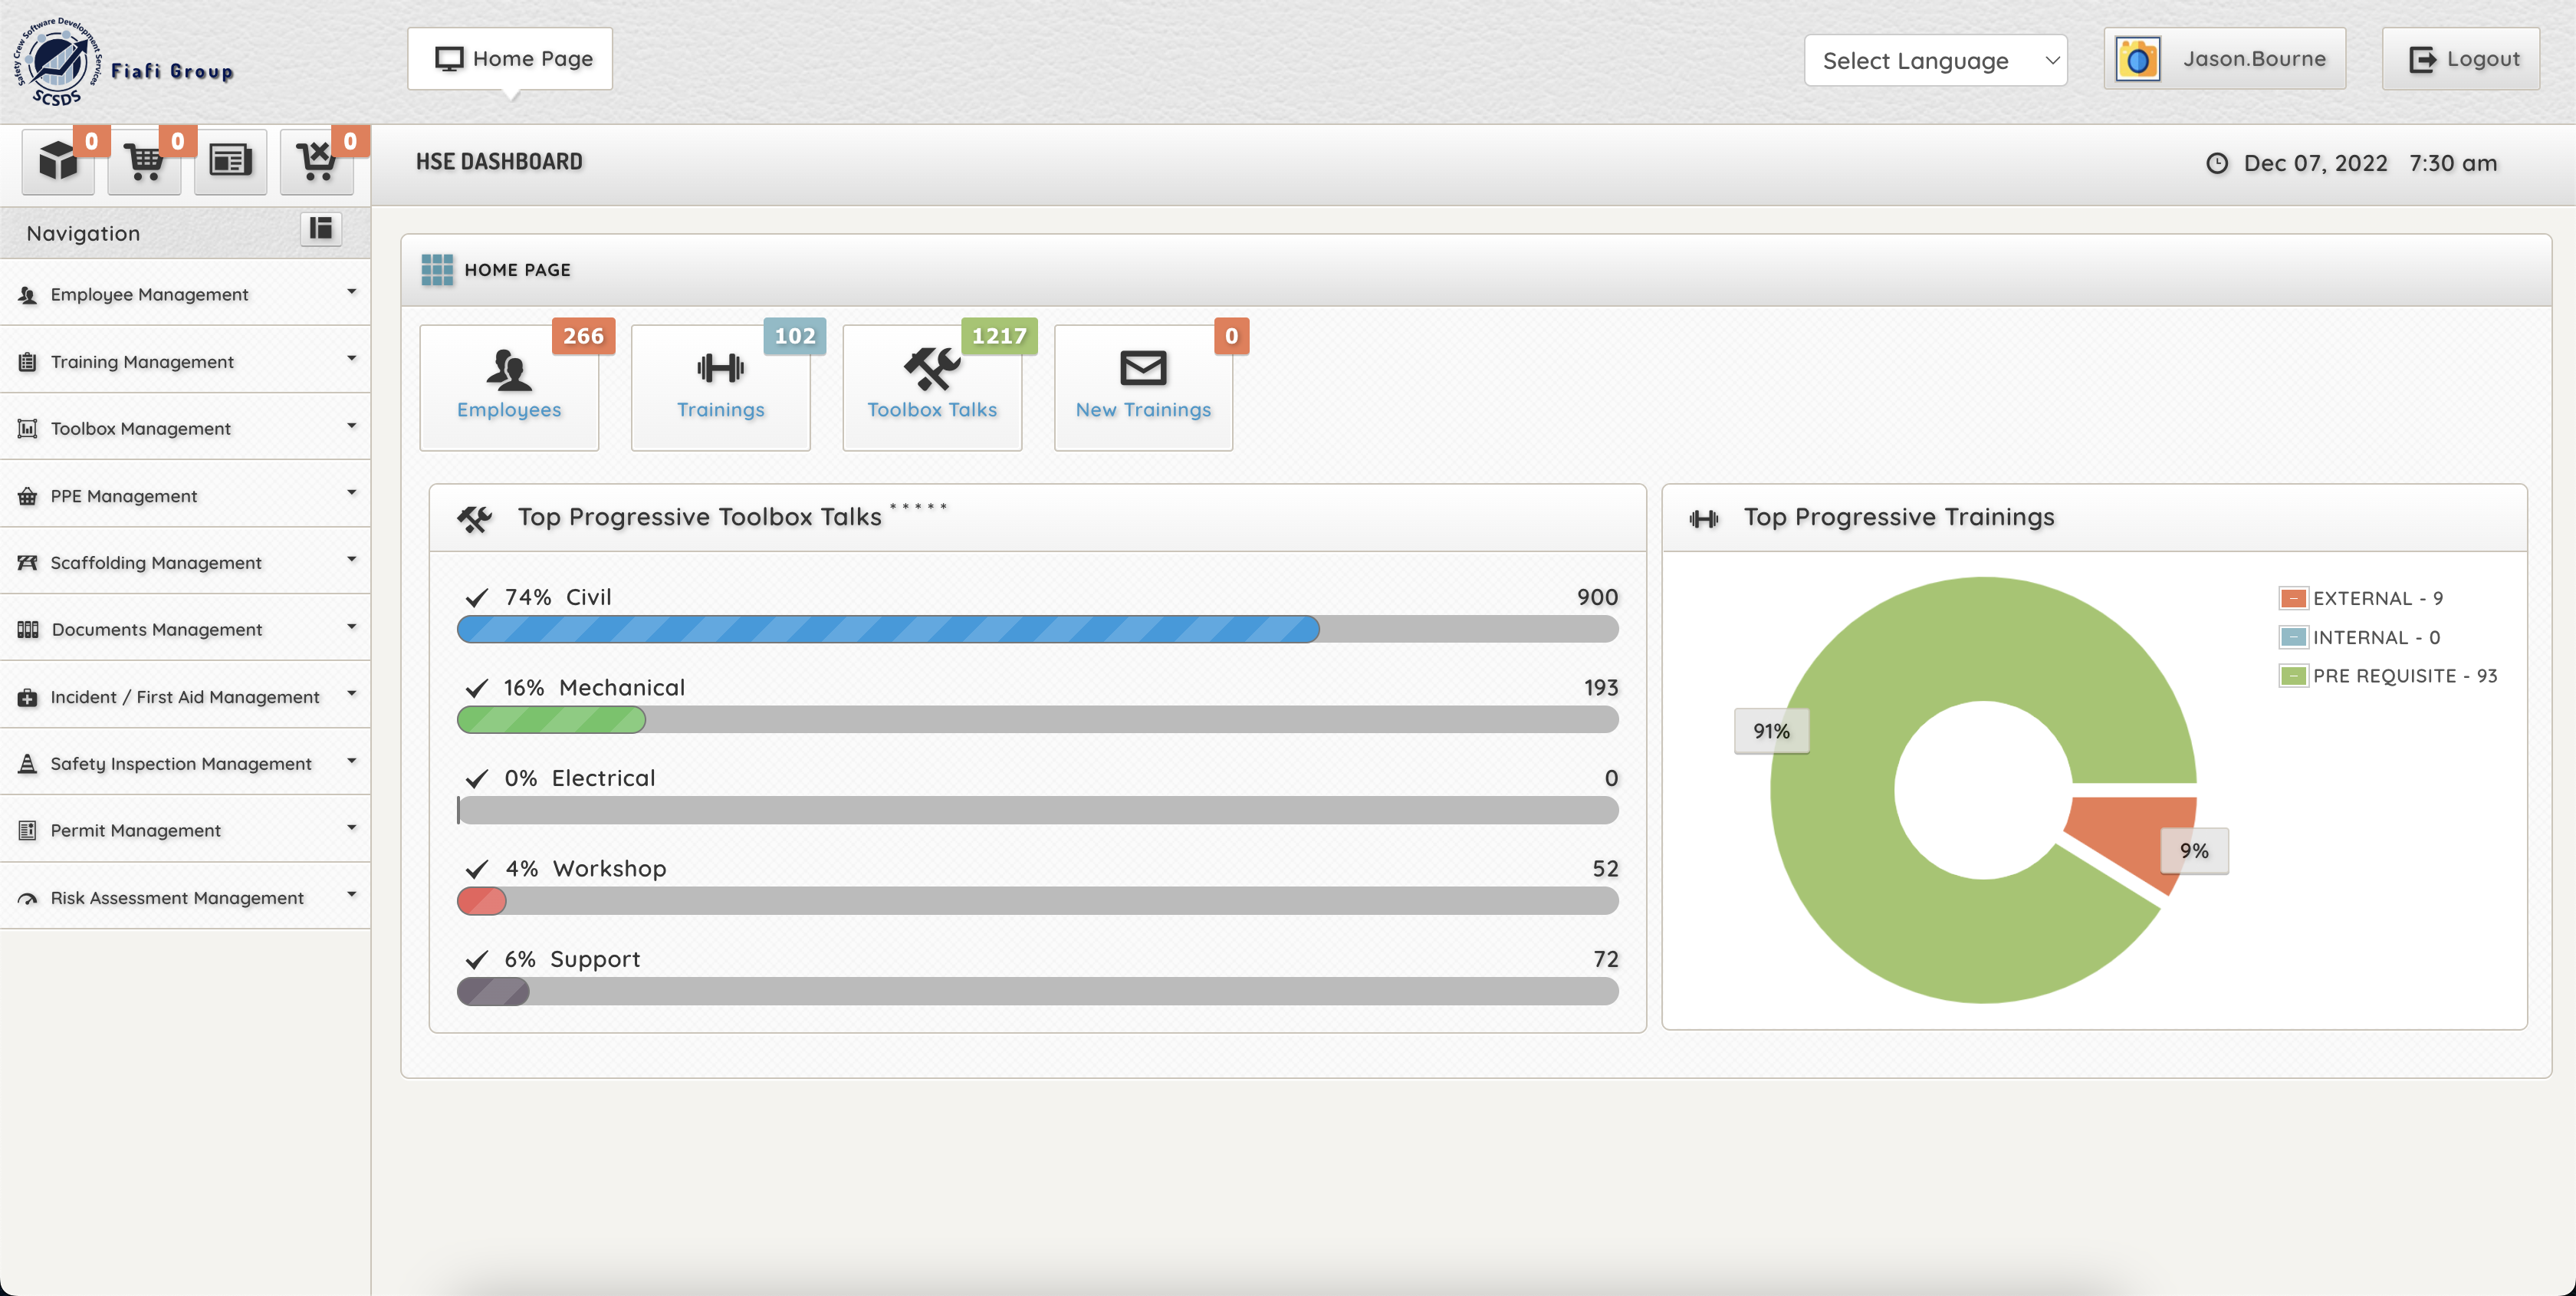 Safety Crew Software Development Services
SCSDS
Fiafi Group
Home Page
Select Language
Jason.Bourne
Logout
0
0
0
HSE DASHBOARD
Dec 07, 2022 7:30 am
Navigation
Employee Management
Training Management
Toolbox Management
PPE Management
Scaffolding Management
Documents Management
Incident / First Aid Management
Safety Inspection Management
Permit Management
Risk Assessment Management
HOME PAGE
266
Employees
102
Trainings
1217
Toolbox Talks
0
New Trainings
Top Progressive Toolbox Talks * * * * *
74% Civil 900
16% Mechanical 193
0% Electrical 0
4% Workshop 52
6% Support 72
Top Progressive Trainings
EXTERNAL - 9
INTERNAL - 0
PRE REQUISITE - 93
91%
9%